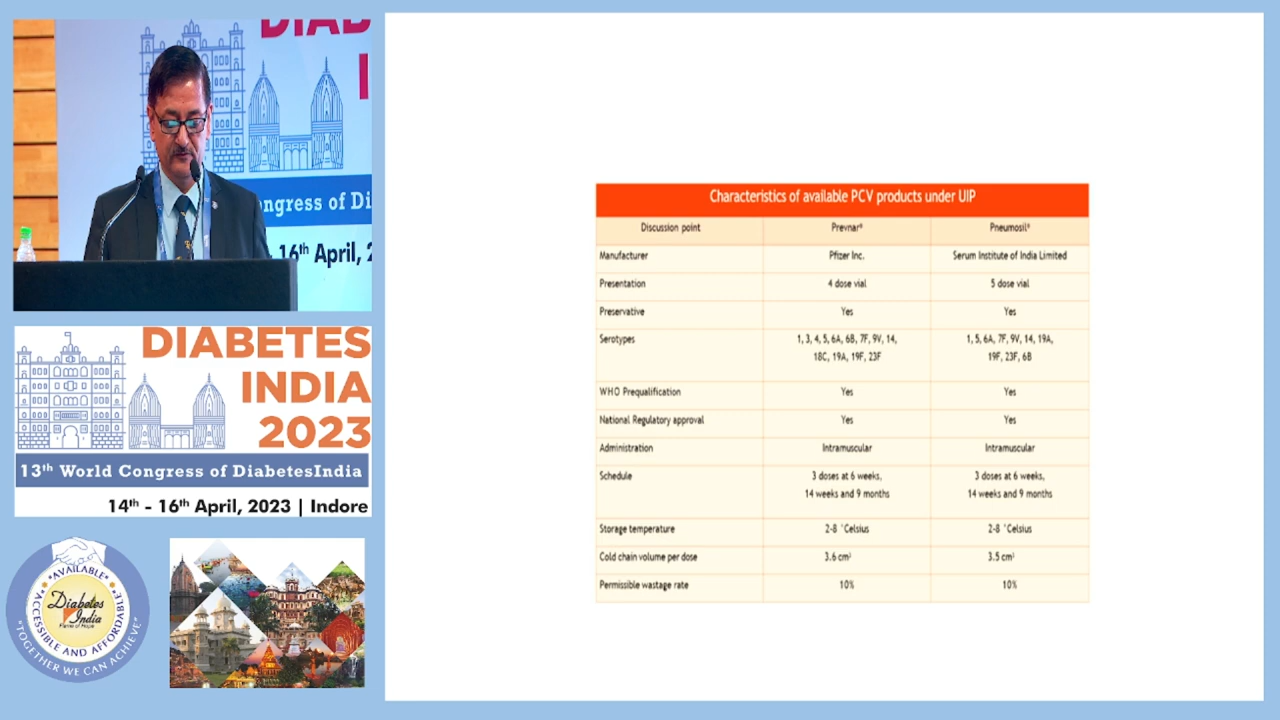 DIAB
I
ongress of Di
16th April, 2
DIABETES
INDIA
2023
13th World Congress of DiabetesIndia
14th - 16th April, 2023 | Indore
"AVAILABLE"
"ACCESSIBLE AND AFFORDABLE"
Diabetes
India
Flame of Hope
"TOGETHER WE CAN ACHIEVE"
Characteristics of available PCV products under UIP
Discussion point Prevnar® Pneumosil®
Manufacturer Pfizer Inc. Serum Institute of India Limited
Presentation 4 dose vial 5 dose vial
Preservative Yes Yes
Serotypes 1, 3, 4, 5, 6A, 6B, 7F, 9V, 14, 1, 5, 6A, 7F, 9V, 14, 19A,
18C, 19A, 19F, 23F 19F, 23F, 6B
WHO Prequalification Yes Yes
National Regulatory approval Yes Yes
Administration Intramuscular Intramuscular
Schedule 3 doses at 6 weeks, 3 doses at 6 weeks,
14 weeks and 9 months 14 weeks and 9 months
Storage temperature 2-8 °Celsius 2-8 °Celsius
Cold chain volume per dose 3.6 cm³ 3.5 cm³
Permissible wastage rate 10% 10%